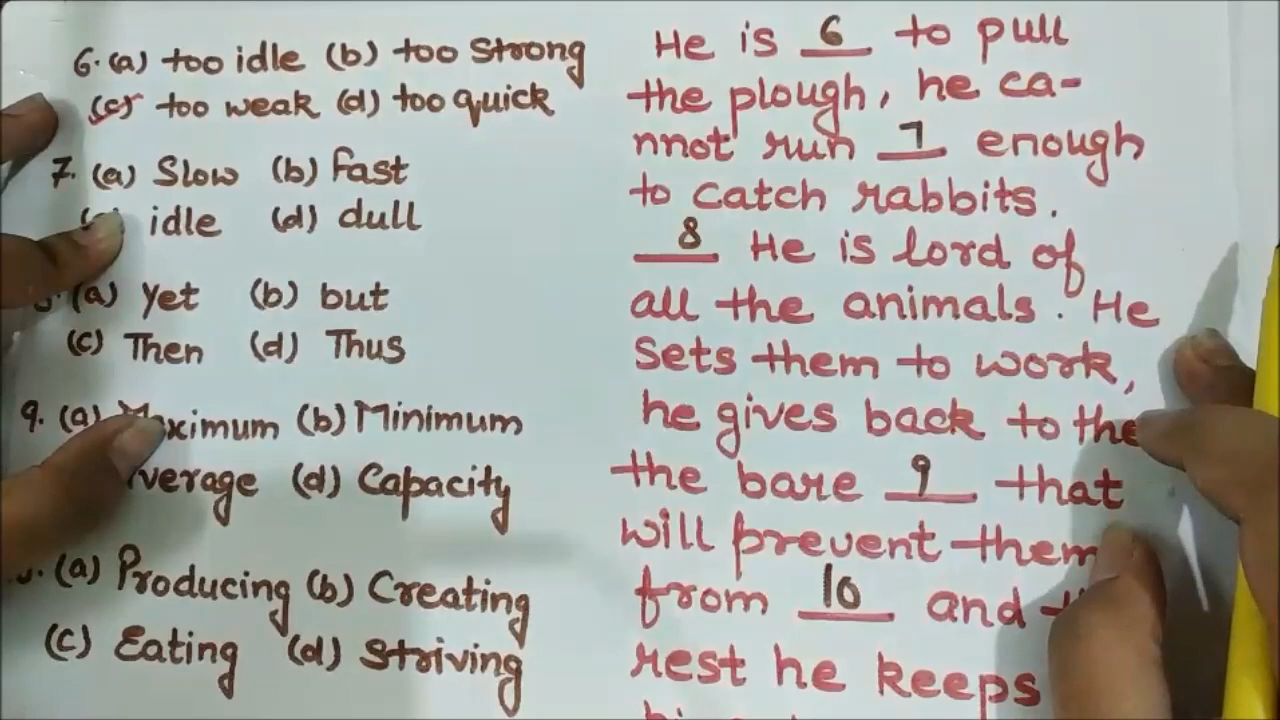 6. (a) too idle (b) too strong
(c) too weak (d) too quick
7. (a) Slow (b) Fast
idle (d) dull
(a) Yet (b) but
(c) Then (d) Thus
9. (a) Maximum (b) Minimum
Average (d) Capacity
(a) Producing (b) Creating
(c) Eating (d) Striving
He is 6 to pull
the plough, he ca-
nnot run 7 enough
to catch rabbits.
8 He is lord of
all the animals. He
Sets them to work,
he gives back to the
the bare 9 that
will prevent them
from 10 and
rest he keeps